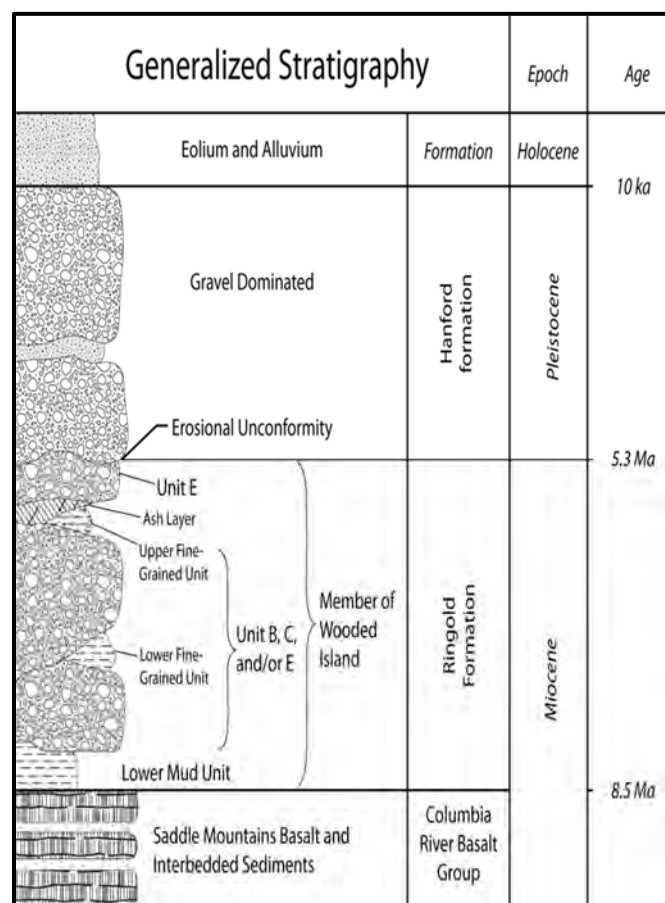 Generalized Stratigraphy
Epoch
Age
Eolium and Alluvium
Formation
Holocene
10 ka
Gravel Dominated
Hanford
formation
Pleistocene
Erosional Unconformity
5.3 Ma
Unit E
Ash Layer
Upper Fine-
Grained Unit
Lower Fine-
Grained Unit
Unit B, C,
and/or E
Member of
Wooded
Island
Ringold
Formation
Miocene
Lower Mud Unit
8.5 Ma
Saddle Mountains Basalt and
Interbedded Sediments
Columbia
River Basalt
Group